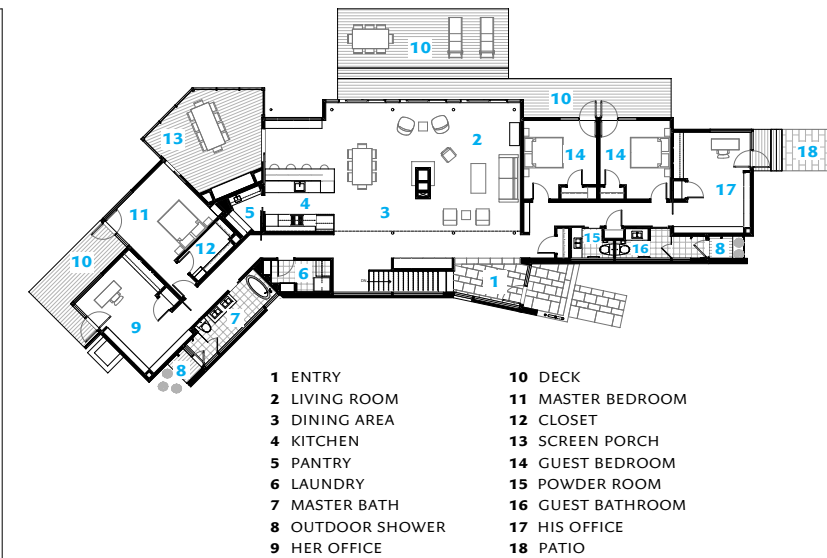 10
10
13
2
14
14
18
17
11
4
5
3
12
15
16
8
10
6
1
7
9
8
1 ENTRY
2 LIVING ROOM
3 DINING AREA
4 KITCHEN
5 PANTRY
6 LAUNDRY
7 MASTER BATH
8 OUTDOOR SHOWER
9 HER OFFICE
10 DECK
11 MASTER BEDROOM
12 CLOSET
13 SCREEN PORCH
14 GUEST BEDROOM
15 POWDER ROOM
16 GUEST BATHROOM
17 HIS OFFICE
18 PATIO